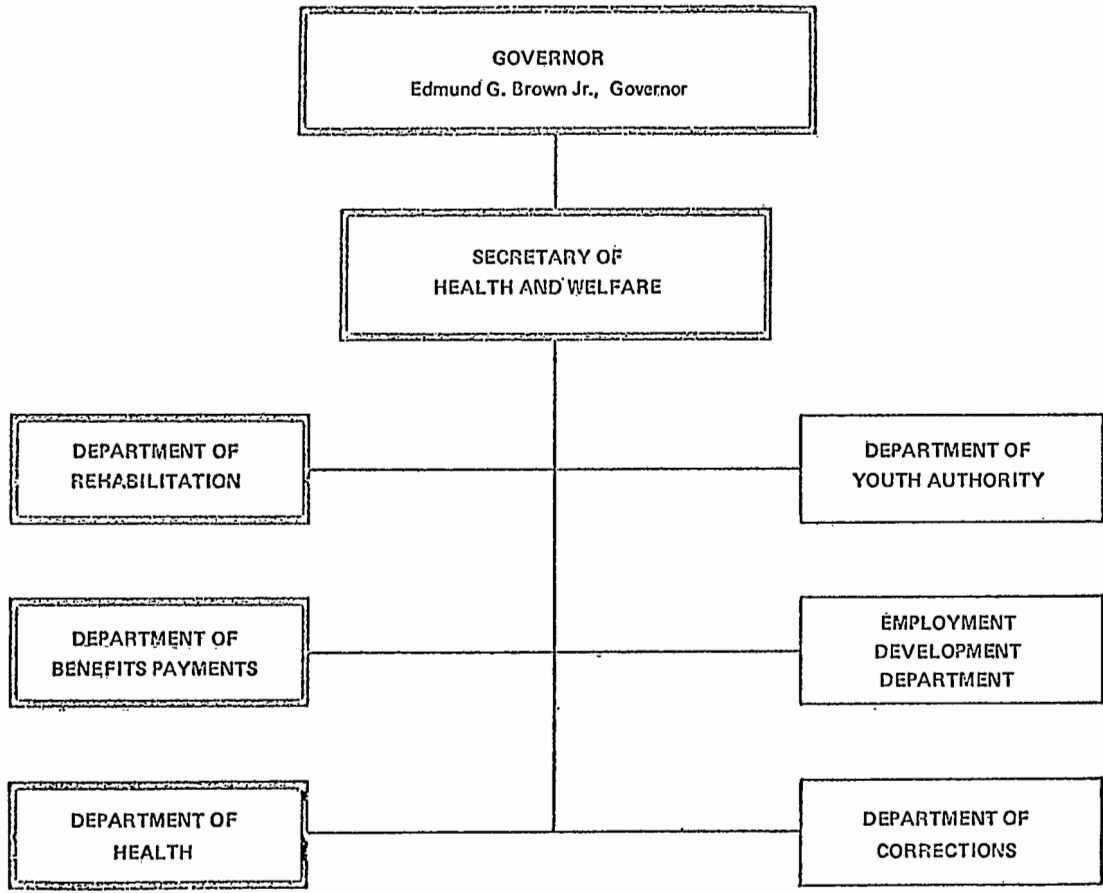 GOVERNOR
Edmund G. Brown Jr., Governor
SECRETARY OF
HEALTH AND WELFARE
DEPARTMENT OF
REHABILITATION
DEPARTMENT OF
YOUTH AUTHORITY
DEPARTMENT OF
BENEFITS PAYMENTS
EMPLOYMENT
DEVELOPMENT
DEPARTMENT
DEPARTMENT OF
HEALTH
DEPARTMENT OF
CORRECTIONS